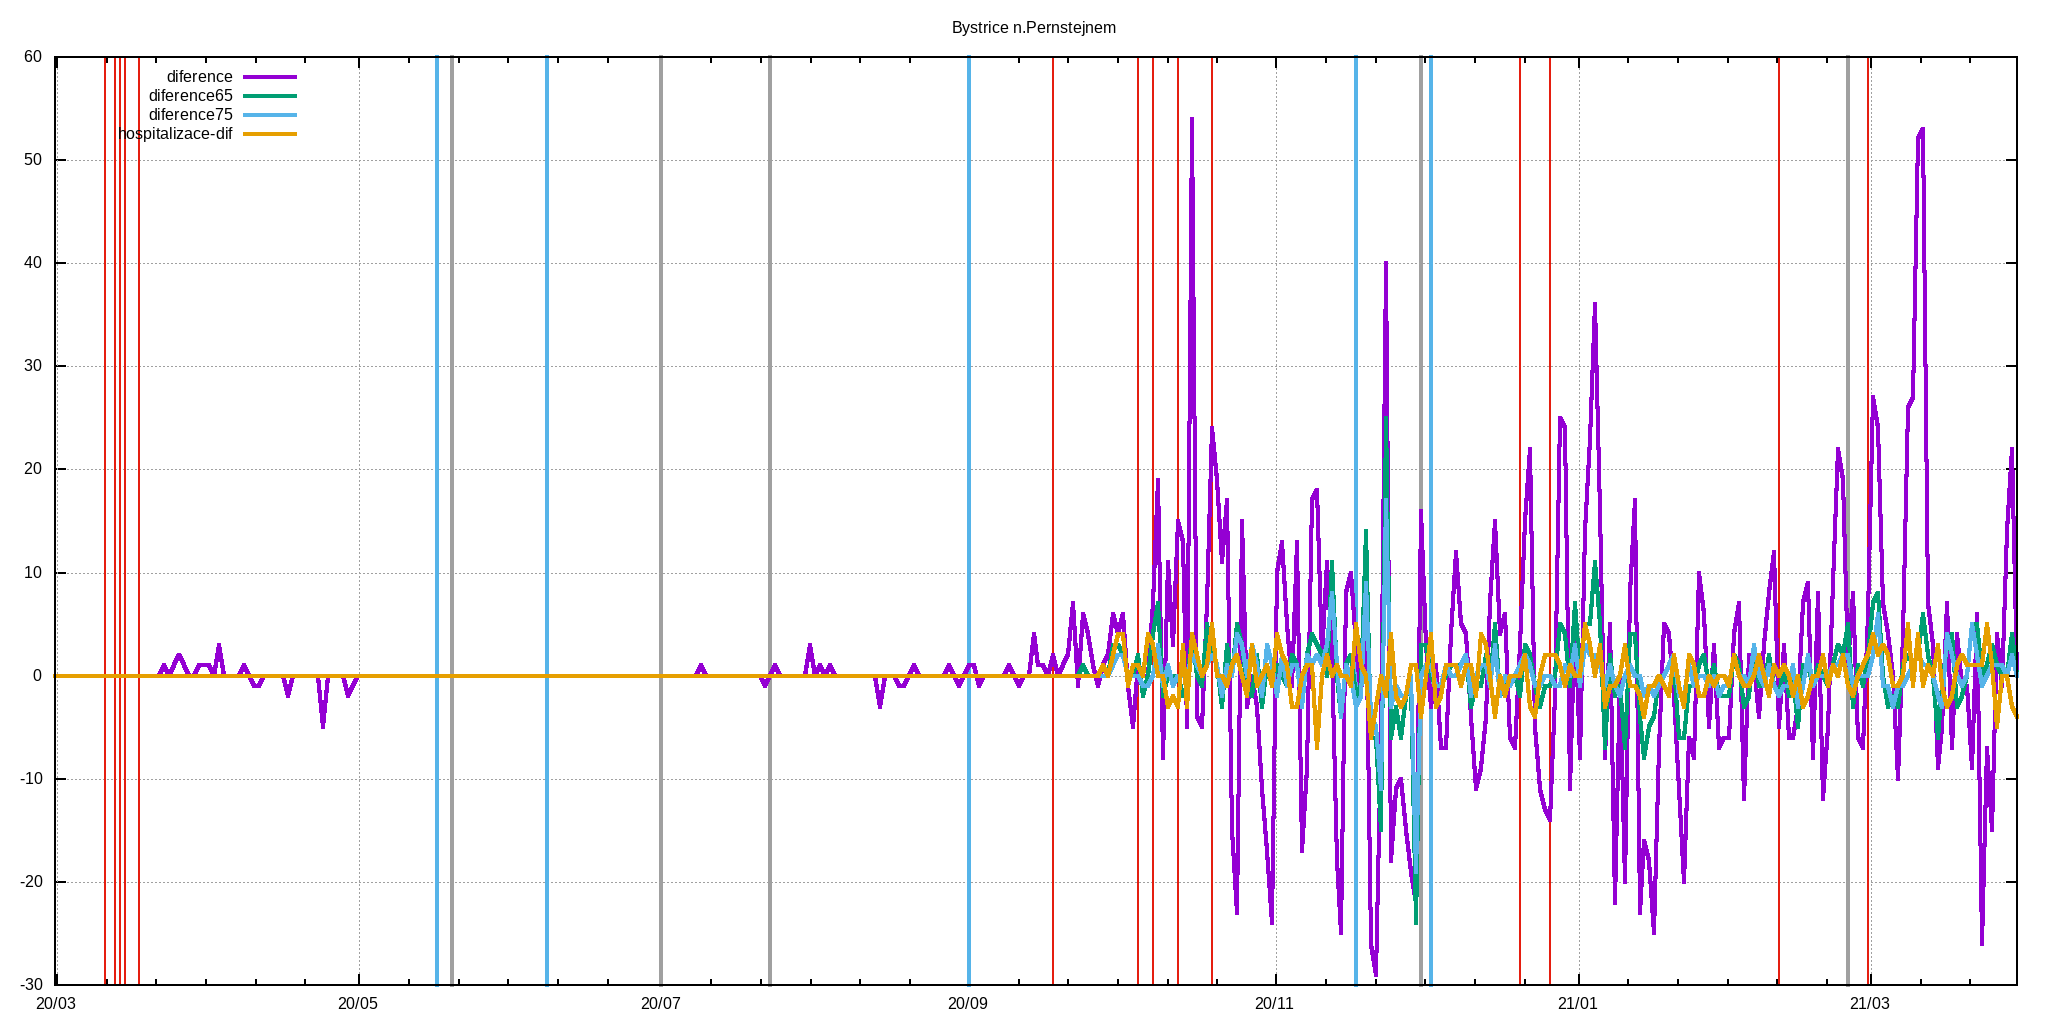 Bystrice n.Pernstejnem
60
diference
diference65
diference75
hospitalizace-dif
50
40
30
20
10
0
-10
-20
-30
20/03 20/05 20/07 20/09 20/11 21/01 21/03